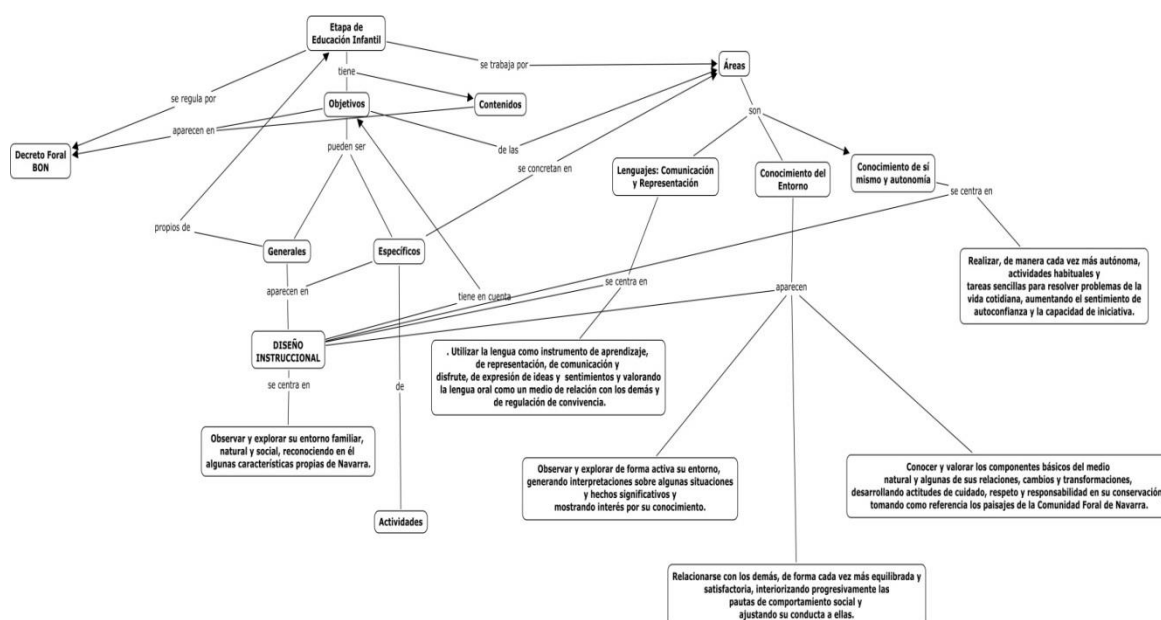 Etapa de
Educación Infantil
se trabaja por
Áreas
tiene
se regula por
Objetivos
Contenidos
son
aparecen en
pueden ser
de las
Decreto Foral
BON
se concretan en
Lenguajes: Comunicación
y Representación
Conocimiento del
Entorno
Conocimiento de sí
mismo y autonomía
se centra en
propios de
Generales
Específicos
Realizar, de manera cada vez más autónoma,
actividades habituales y
tareas sencillas para resolver problemas de la
vida cotidiana, aumentando el sentimiento de
autoconfianza y la capacidad de iniciativa.
aparecen en
tiene en cuenta
se centra en
aparecen
DISEÑO
INSTRUCCIONAL
. Utilizar la lengua como instrumento de aprendizaje,
de representación, de comunicación y
disfrute, de expresión de ideas y sentimientos y valorando
la lengua oral como un medio de relación con los demás y
de regulación de convivencia.
se centra en
de
Observar y explorar su entorno familiar,
natural y social, reconociendo en él
algunas características propias de Navarra.
Observar y explorar de forma activa su entorno,
generando interpretaciones sobre algunas situaciones
y hechos significativos y
mostrando interés por su conocimiento.
Conocer y valorar los componentes básicos del medio
natural y algunas de sus relaciones, cambios y transformaciones,
desarrollando actitudes de cuidado, respeto y responsabilidad en su conservación
tomando como referencia los paisajes de la Comunidad Foral de Navarra.
Actividades
Relacionarse con los demás, de forma cada vez más equilibrada y
satisfactoria, interiorizando progresivamente las
pautas de comportamiento social y
ajustando su conducta a ellas.